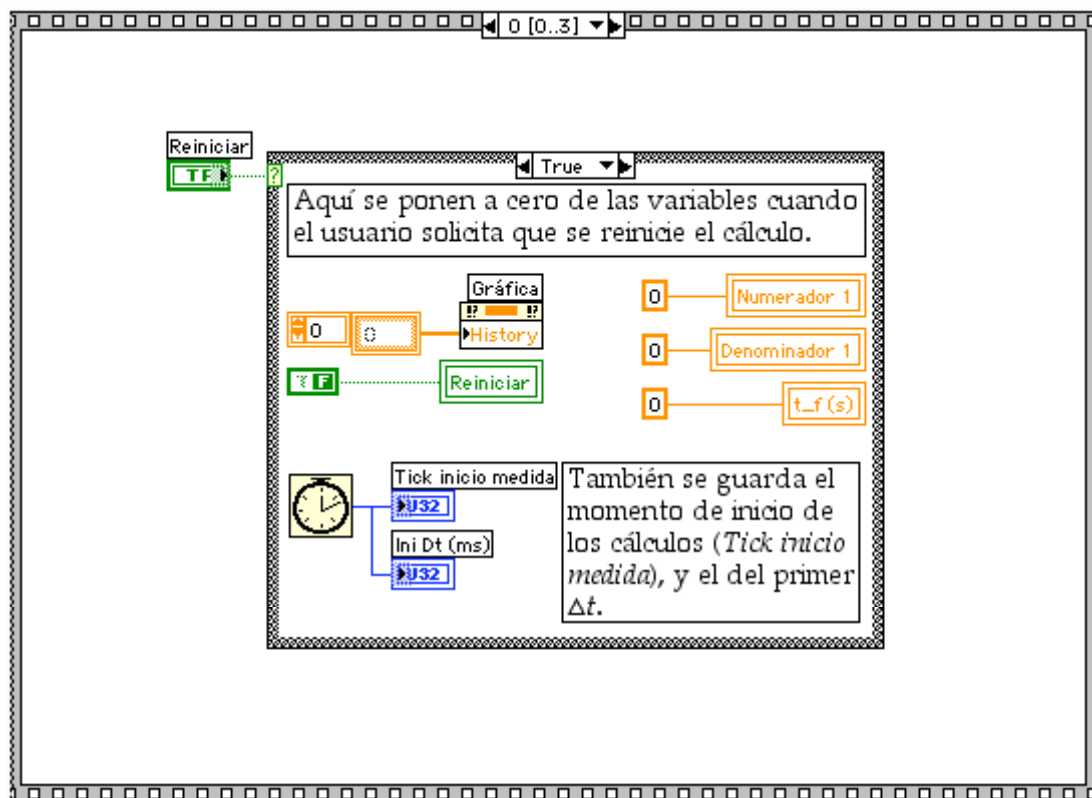 0 [0..3]
Reiniciar
TF
?
True
Aquí se ponen a cero de las variables cuando
el usuario solicita que se reinicie el cálculo.
Gráfica
!? !?
0 0 History
F Reiniciar
0 Numerador 1
0 Denominador 1
0 t_f (s)
Tick inicio medida
U32
Ini Dt (ms)
U32
También se guarda el
momento de inicio de
los cálculos (Tick inicio
medida), y el del primer
Δt.